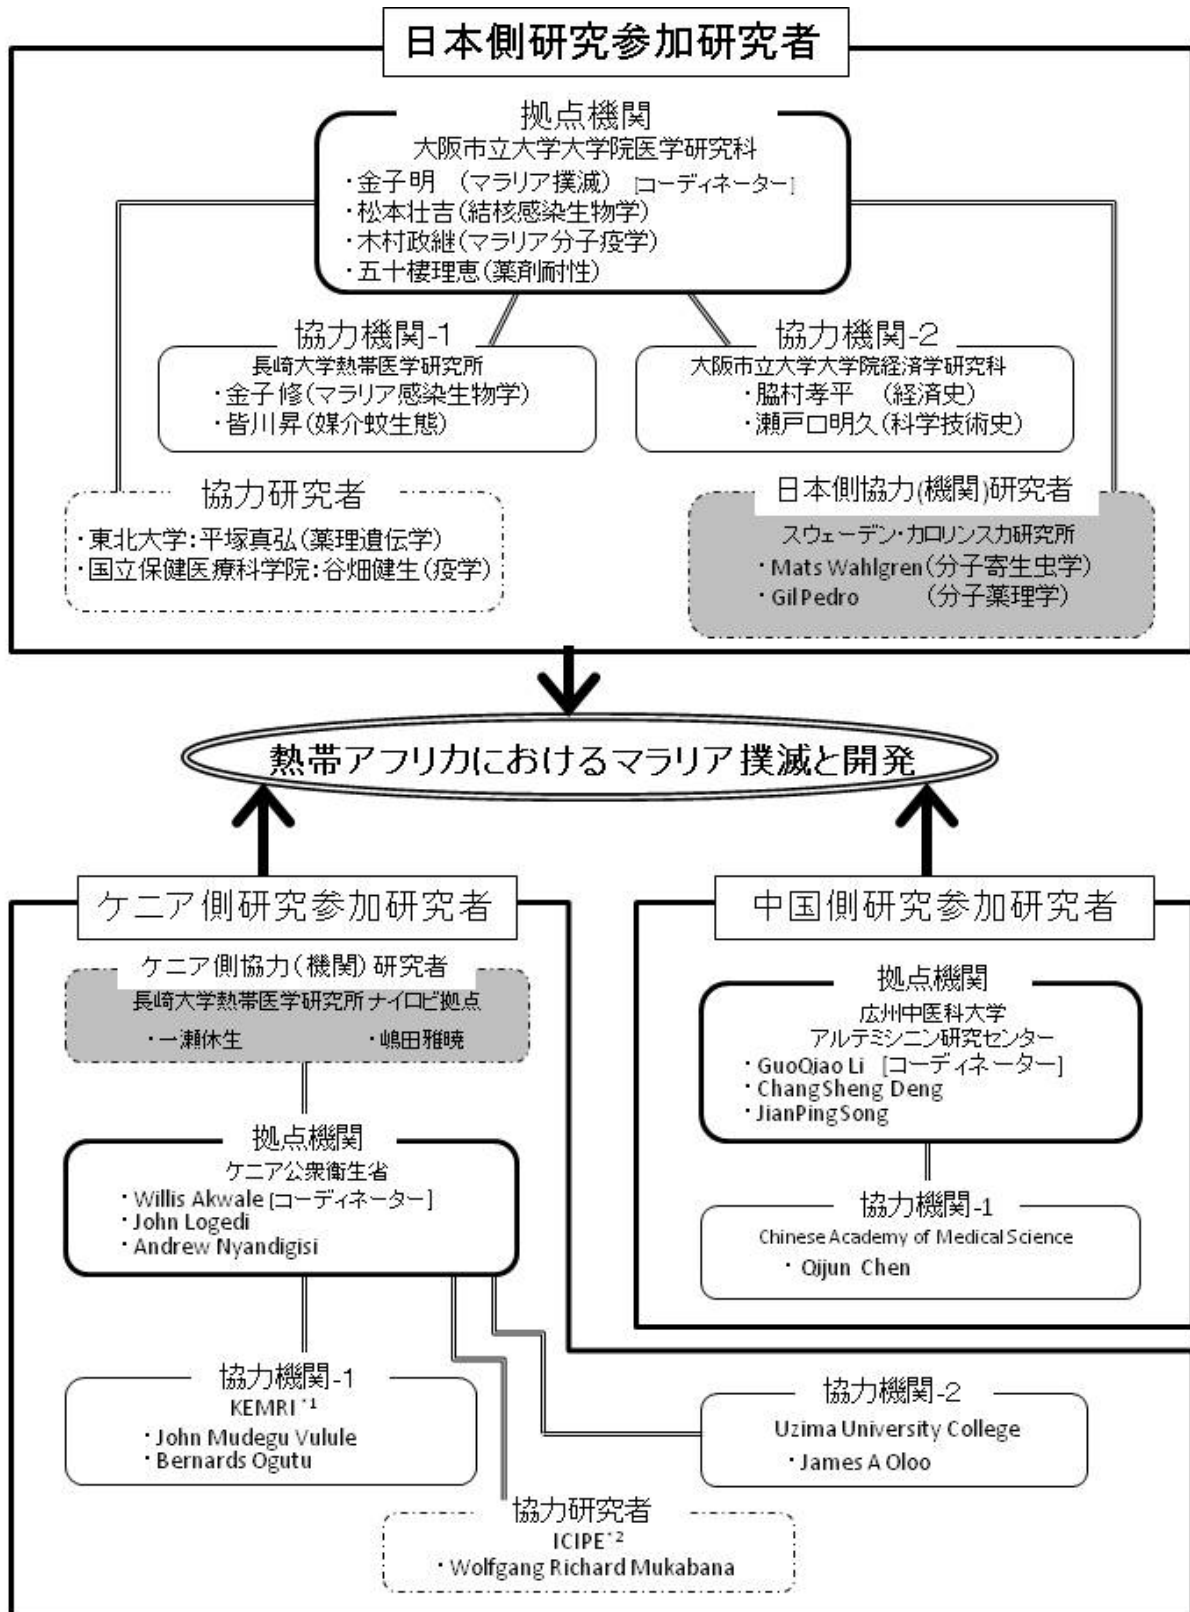 日本側研究参加研究者
拠点機関
大阪市立大学大学院医学研究科
・金子明 (マラリア撲滅) [コーディネーター]
・松本壮吉(結核感染生物学)
・木村政継(マラリア分子疫学)
・五十棲理恵(薬剤耐性)
協力機関-1
長崎大学熱帯医学研究所
・金子修(マラリア感染生物学)
・皆川昇(媒介蚊生態)
協力機関-2
大阪市立大学大学院経済学研究科
・脇村孝平 (経済史)
・瀬戸口明久(科学技術史)
協力研究者
・東北大学:平塚真弘(薬理遺伝学)
・国立保健医療科学院:谷畑健生(疫学)
日本側協力(機関)研究者
スウェーデン・カロリンスカ研究所
・Mats Wahlgren(分子寄生虫学)
・Gil Pedro (分子薬理学)
熱帯アフリカにおけるマラリア撲滅と開発
ケニア側研究参加研究者
ケニア側協力(機関)研究者
長崎大学熱帯医学研究所 ナイロビ拠点
・一瀬休生 ・嶋田雅暁
拠点機関
ケニア公衆衛生省
・Willis Akwale [コーディネーター]
・John Logedi
・Andrew Nyandigisi
協力機関-1
KEMRI*1
・John Mudegu Vulule
・Bernards Ogutu
協力機関-2
Uzima University College
・James A Oloo
協力研究者
ICIPE*2
・Wolfgang Richard Mukabana
中国側研究参加研究者
拠点機関
広州中医科大学
アルテミシニン研究センター
・GuoQiao Li [コーディネーター]
・ChangSheng Deng
・JianPingSong
協力機関-1
Chinese Academy of Medical Science
・Qijun Chen